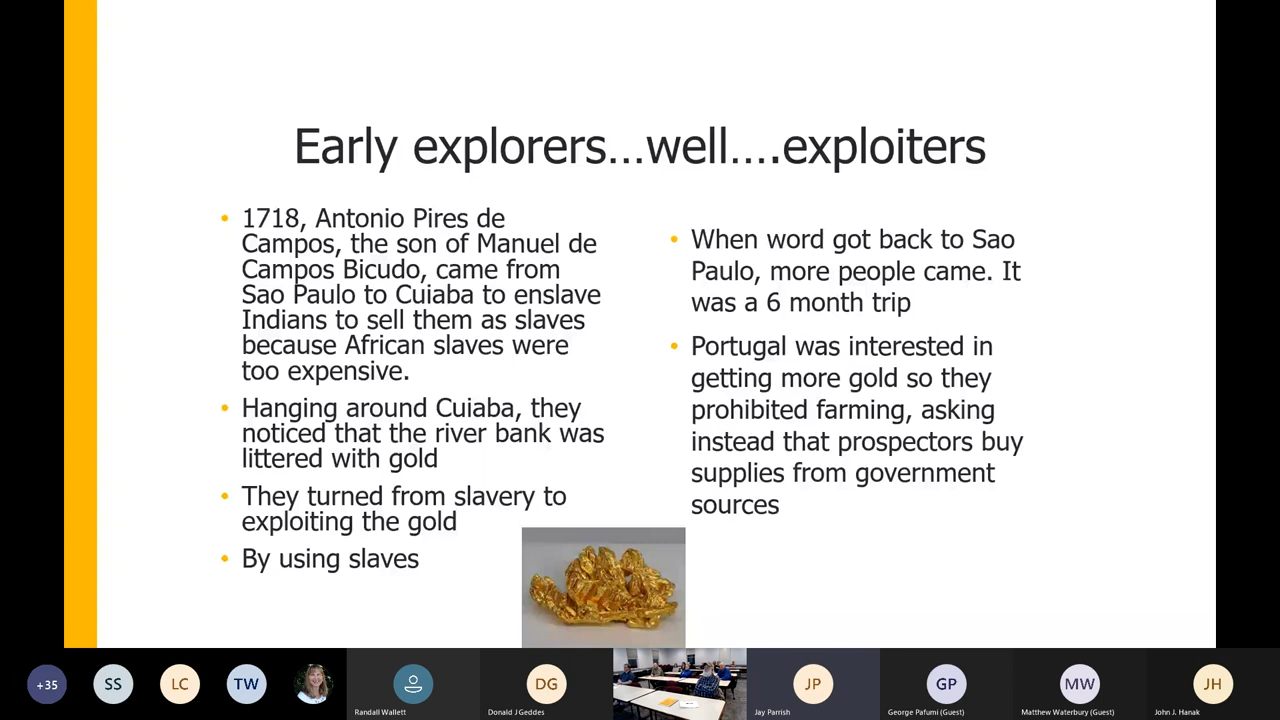 Early explorers...well....exploiters
• 1718, Antonio Pires de
Campos, the son of Manuel de
Campos Bicudo, came from
Sao Paulo to Cuiaba to enslave
Indians to sell them as slaves
because African slaves were
too expensive.
• Hanging around Cuiaba, they
noticed that the river bank was
littered with gold
• They turned from slavery to
exploiting the gold
• By using slaves
• When word got back to Sao
Paulo, more people came. It
was a 6 month trip
• Portugal was interested in
getting more gold so they
prohibited farming, asking
instead that prospectors buy
supplies from government
sources
+35
SS
LC
TW
Randall Wallett
DG
Donald J Geddes
JP
Jay Parrish
GP
George Pafumi (Guest)
MW
Matthew Waterbury (Guest)
JH
John J. Hanak